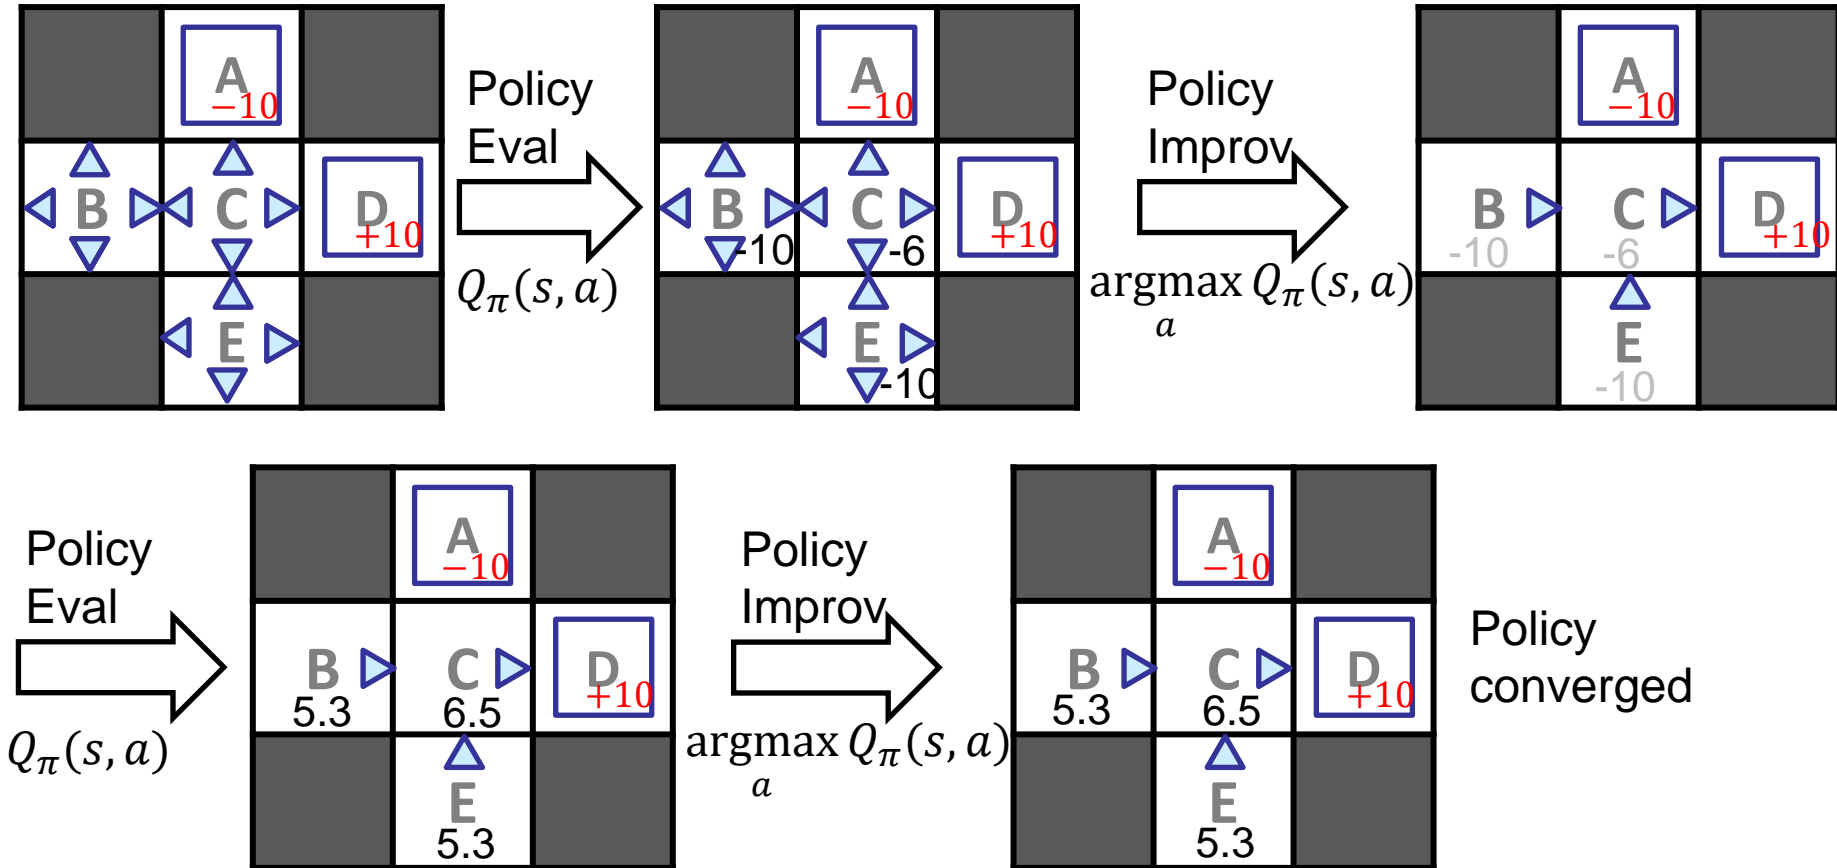 A
−10
B
C
D
+10
E
Policy
Eval
Qπ(s, a)
A
−10
B
-10
C
-6
D
+10
E
-10
Policy
Improv
argmax Qπ(s, a)
a
A
−10
B
-10
C
-6
D
+10
E
-10
Policy
Eval
Qπ(s, a)
A
−10
B
5.3
C
6.5
D
+10
E
5.3
Policy
Improv
argmax Qπ(s, a)
a
A
−10
B
5.3
C
6.5
D
+10
E
5.3
Policy
converged